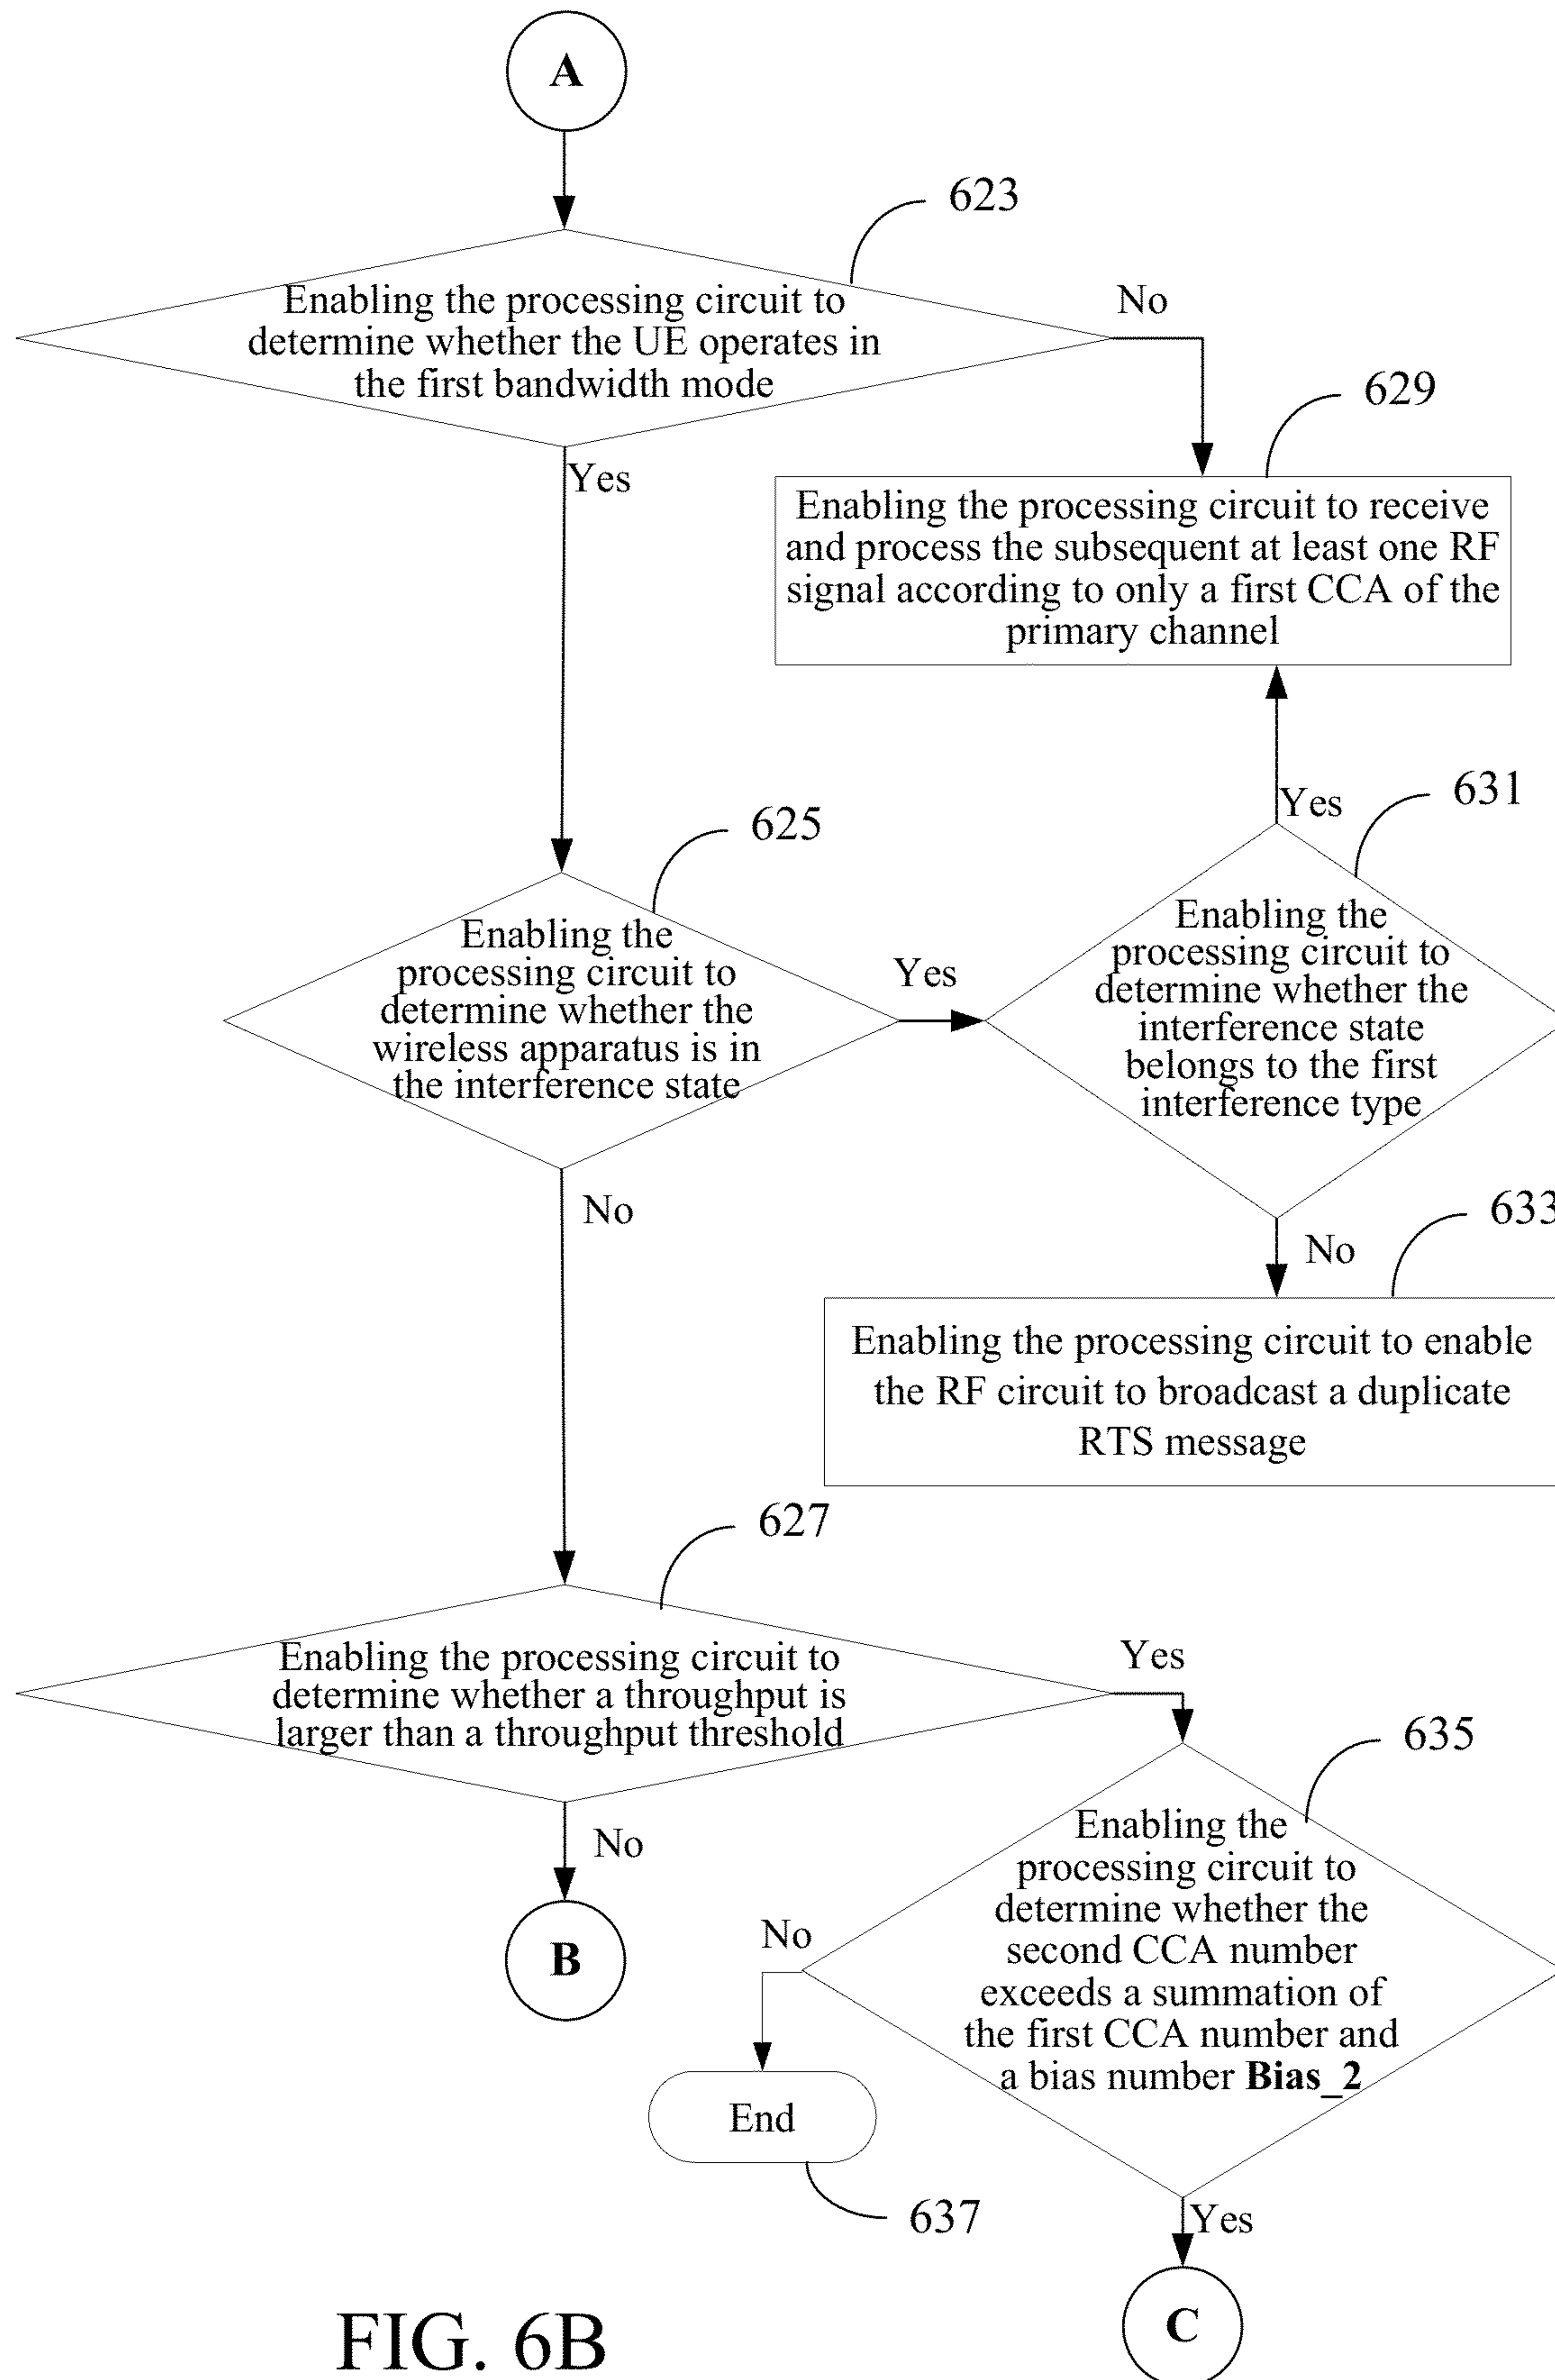 A
623
Enabling the processing circuit to
determine whether the UE operates in
the first bandwidth mode
No
Yes
629
Enabling the processing circuit to receive
and process the subsequent at least one RF
signal according to only a first CCA of the
primary channel
625
Enabling the
processing circuit to
determine whether the
wireless apparatus is in
the interference state
Yes
No
631
Yes
Enabling the
processing circuit to
determine whether the
interference state
belongs to the first
interference type
No
633
Enabling the processing circuit to enable
the RF circuit to broadcast a duplicate
RTS message
627
Enabling the processing circuit to
determine whether a throughput is
larger than a throughput threshold
Yes
No
B
635
Enabling the
processing circuit to
determine whether the
second CCA number
exceeds a summation of
the first CCA number and
a bias number Bias_2
No
End
637
Yes
C
FIG. 6B